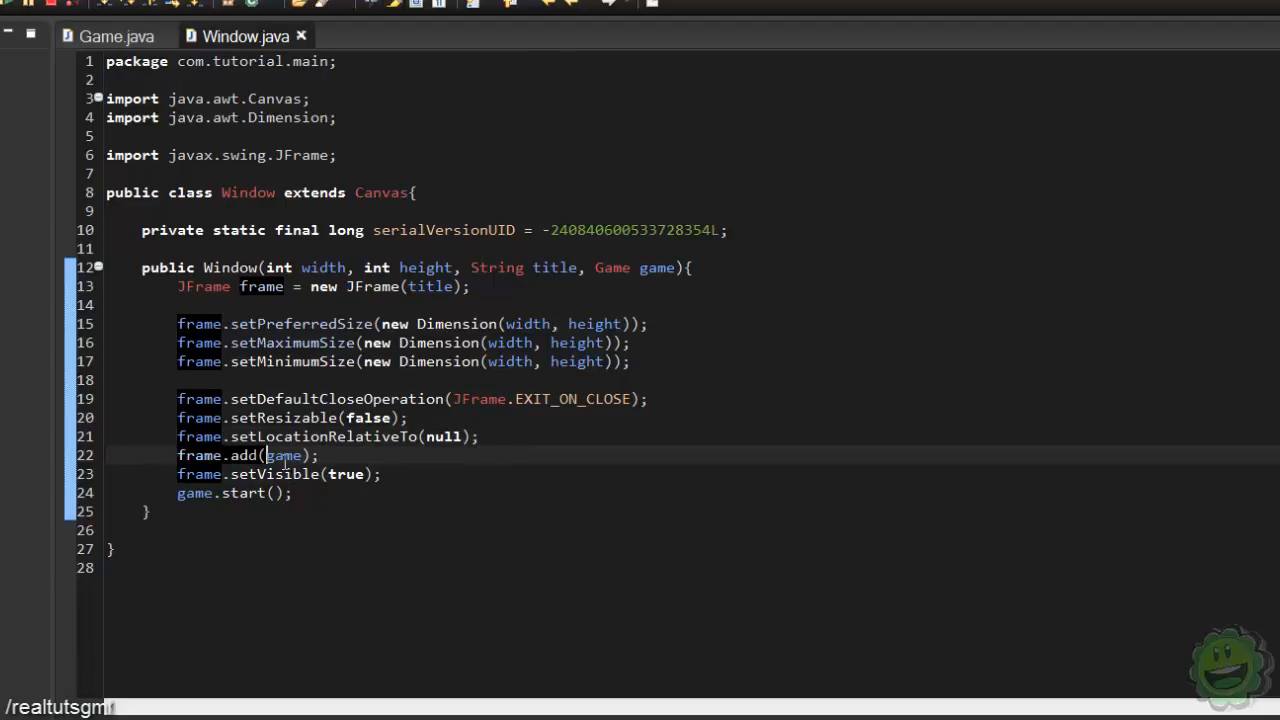 Game.java
Window.java
1 package com.tutorial.main;
2
3 import java.awt.Canvas;
4 import java.awt.Dimension;
5
6 import javax.swing.JFrame;
7
8 public class Window extends Canvas{
9
10 private static final long serialVersionUID = -240840600533728354L;
11
12 public Window(int width, int height, String title, Game game){
13 JFrame frame = new JFrame(title);
14
15 frame.setPreferredSize(new Dimension(width, height));
16 frame.setMaximumSize(new Dimension(width, height));
17 frame.setMinimumSize(new Dimension(width, height));
18
19 frame.setDefaultCloseOperation(JFrame.EXIT_ON_CLOSE);
20 frame.setResizable(false);
21 frame.setLocationRelativeTo(null);
22 frame.add(game);
23 frame.setVisible(true);
24 game.start();
25 }
26
27 }
28